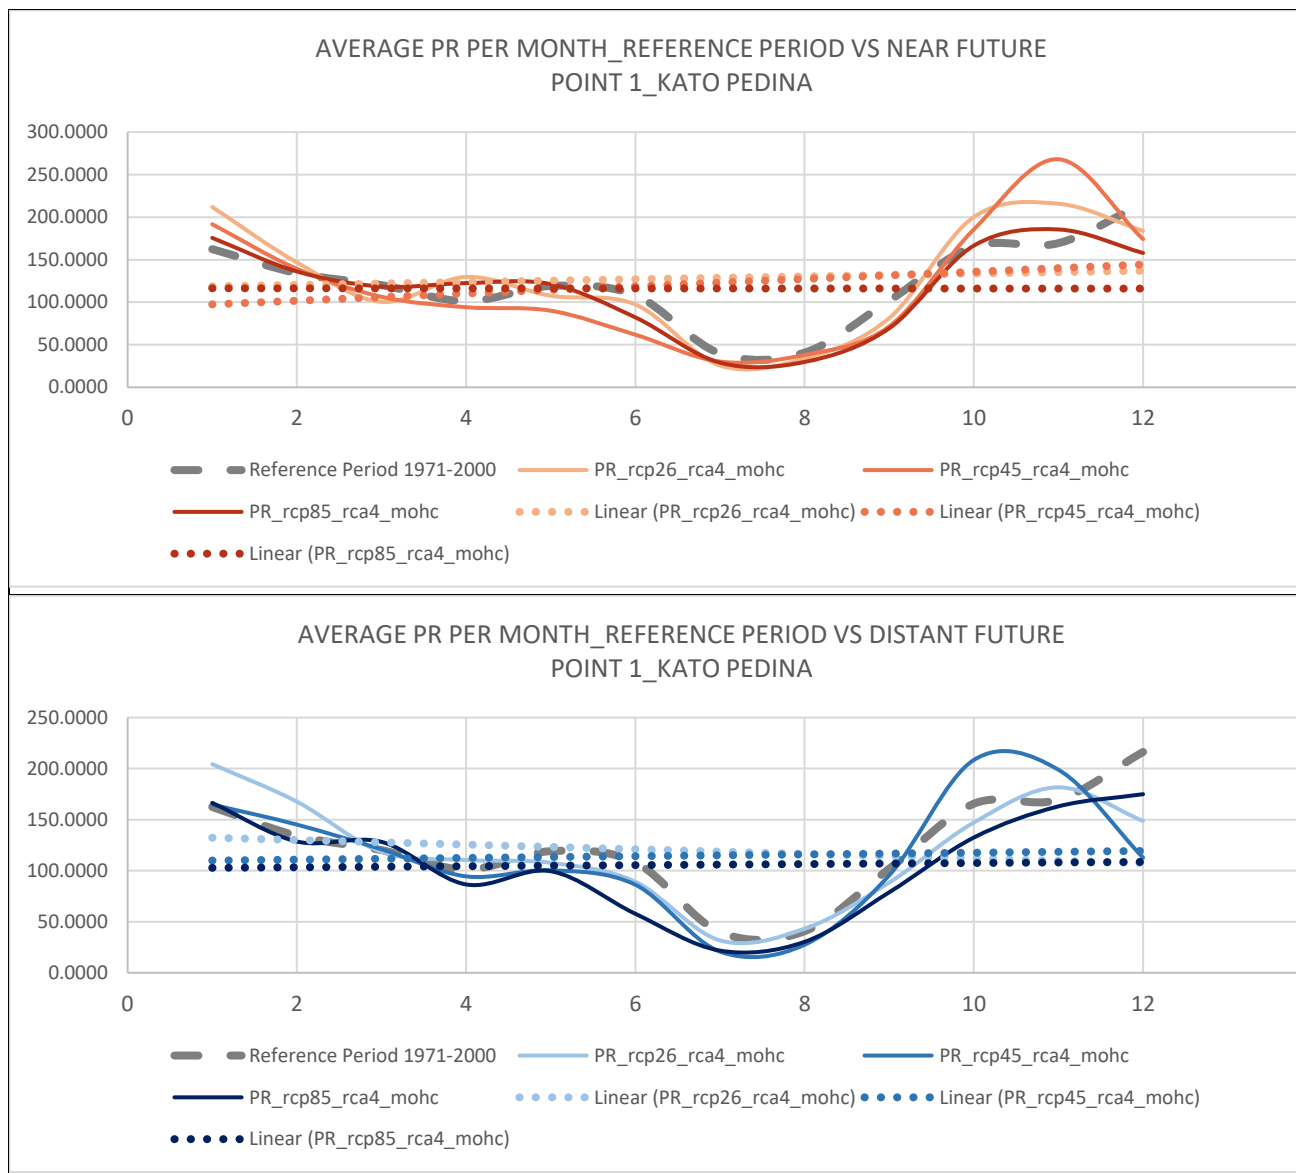 AVERAGE PR PER MONTH_REFERENCE PERIOD VS NEAR FUTURE
POINT 1_KATO PEDINA
300.0000
250.0000
200.0000
150.0000
100.0000
50.0000
0.0000
0 2 4 6 8 10 12
Reference Period 1971-2000 PR_rcp26_rca4_mohc PR_rcp45_rca4_mohc
PR_rcp85_rca4_mohc Linear (PR_rcp26_rca4_mohc) Linear (PR_rcp45_rca4_mohc)
Linear (PR_rcp85_rca4_mohc)
AVERAGE PR PER MONTH_REFERENCE PERIOD VS DISTANT FUTURE
POINT 1_KATO PEDINA
250.0000
200.0000
150.0000
100.0000
50.0000
0.0000
0 2 4 6 8 10 12
Reference Period 1971-2000 PR_rcp26_rca4_mohc PR_rcp45_rca4_mohc
PR_rcp85_rca4_mohc Linear (PR_rcp26_rca4_mohc) Linear (PR_rcp45_rca4_mohc)
Linear (PR_rcp85_rca4_mohc)